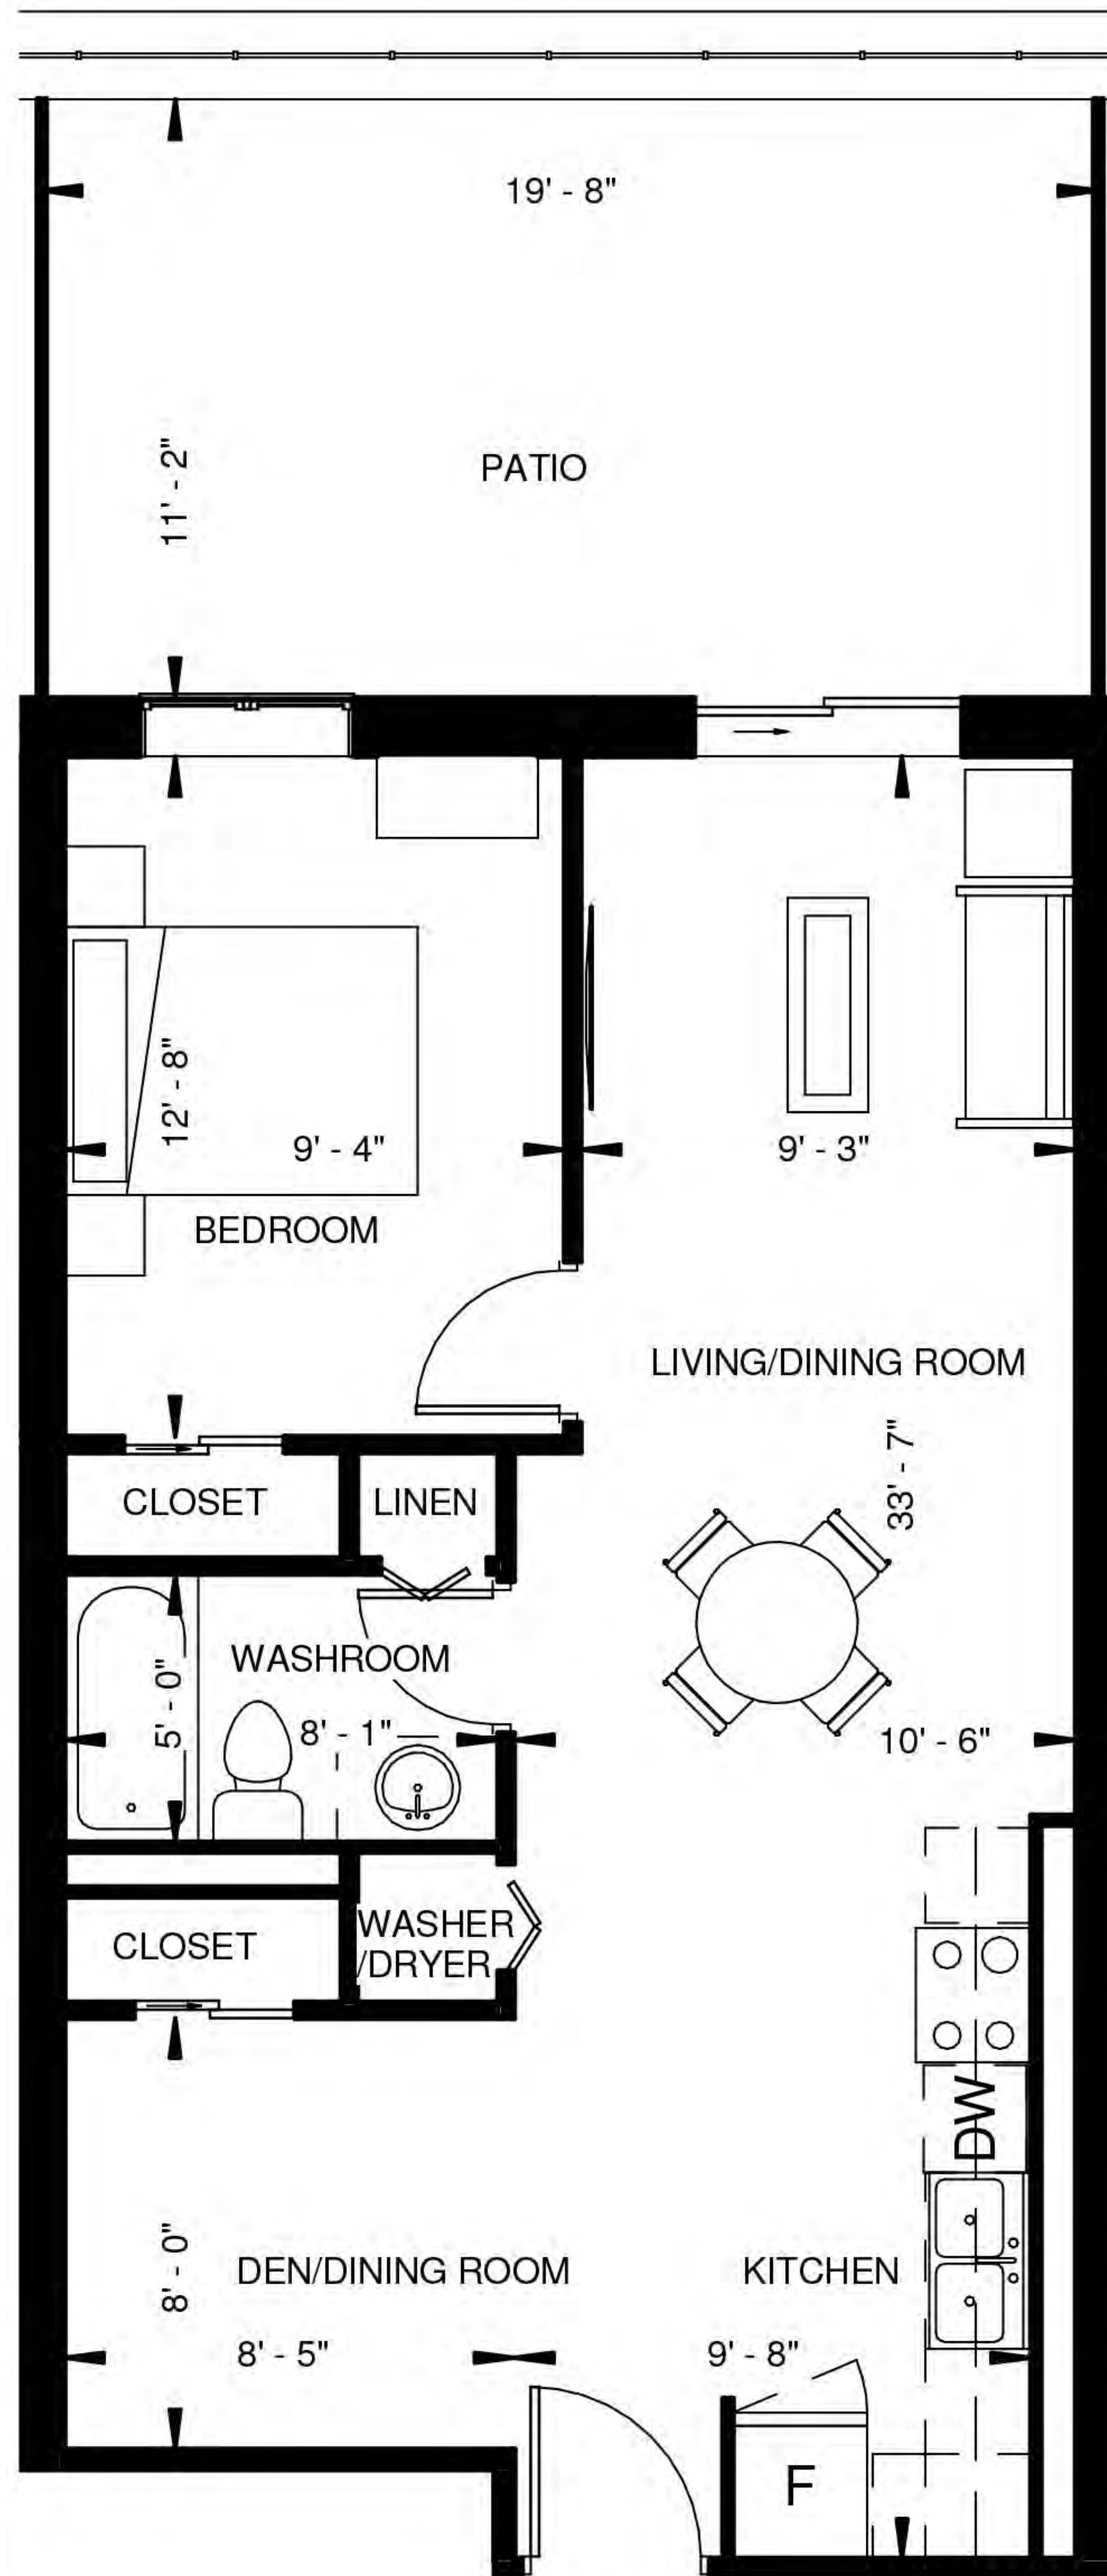 19' - 8"
11' - 2"
PATIO
12' - 8"
9' - 4"
9' - 3"
BEDROOM
LIVING/DINING ROOM
33' - 7"
CLOSET
LINEN
WASHROOM
5' - 0"
8' - 1"
10' - 6"
CLOSET
WASHER
/DRYER
DW
8' - 0"
DEN/DINING ROOM
KITCHEN
8' - 5"
9' - 8"
F